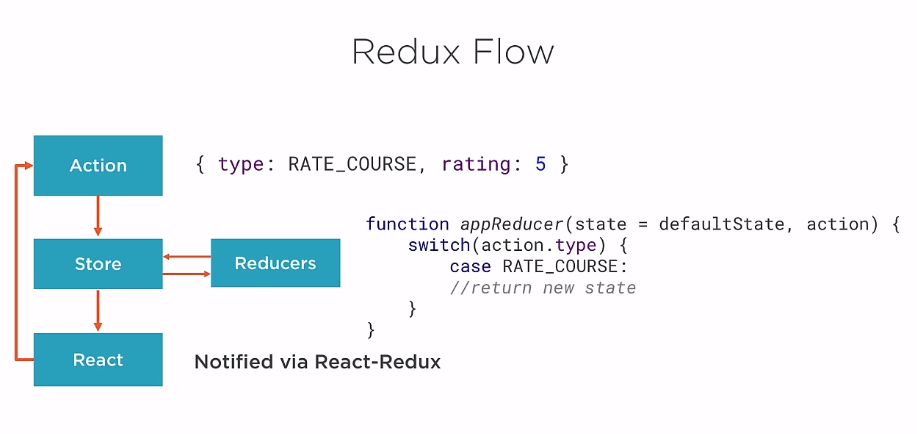 Redux Flow
Action
{ type: RATE_COURSE, rating: 5 }
function appReducer(state = defaultState, action) {
switch(action.type) {
Store
Reducers
case RATE_COURSE:
//return new state
}
}
React
Notified via React-Redux